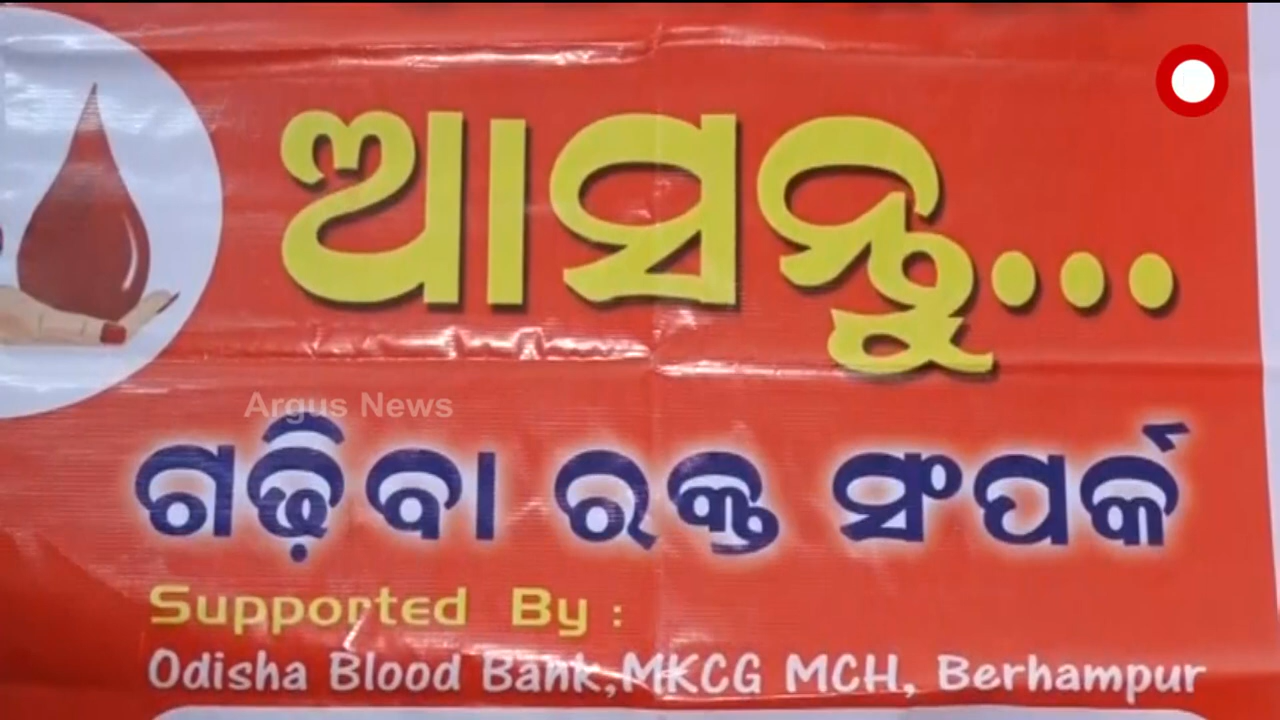 ଆସନ୍ତୁ...
Argus News
ଗଢ଼ିବା ରକ୍ତ ସଂପର୍କ
Supported By :
Odisha Blood Bank,MKCG MCH, Berhampur